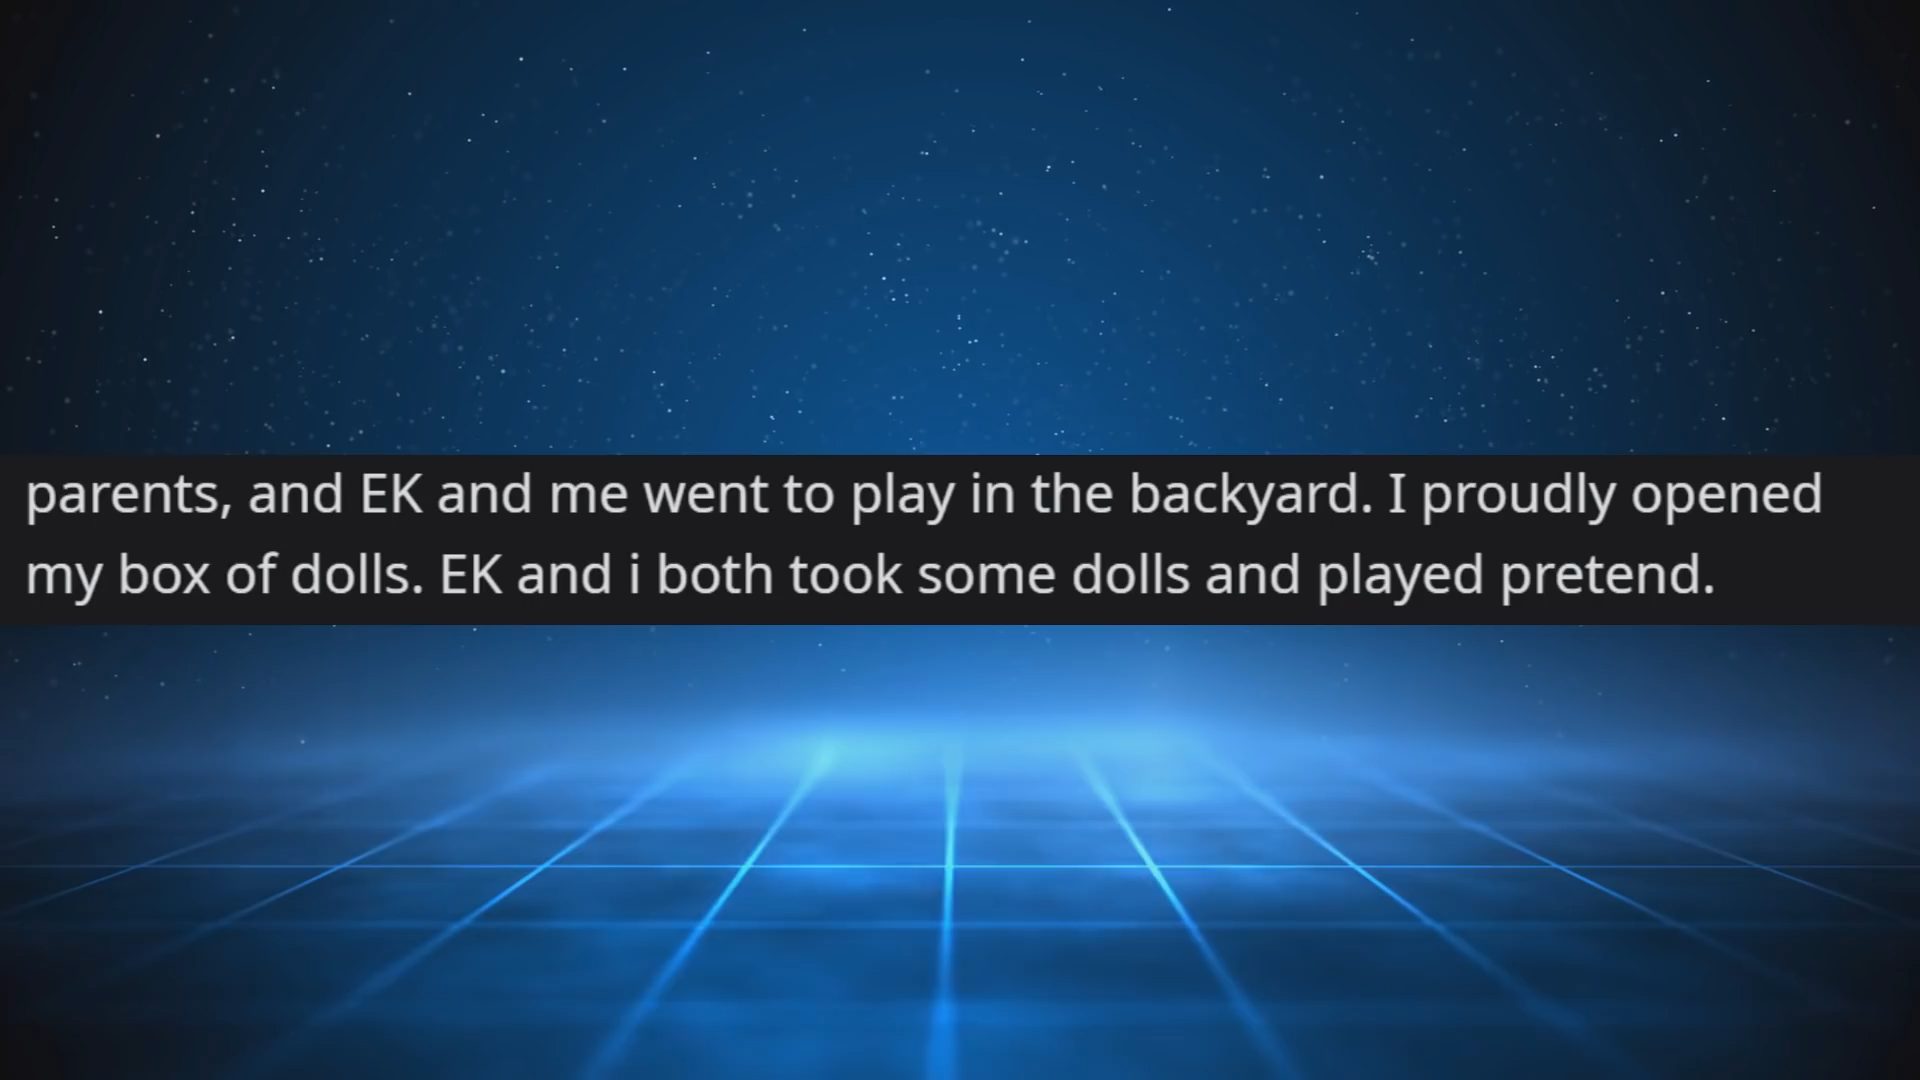 parents, and EK and me went to play in the backyard. I proudly opened
my box of dolls. EK and i both took some dolls and played pretend.